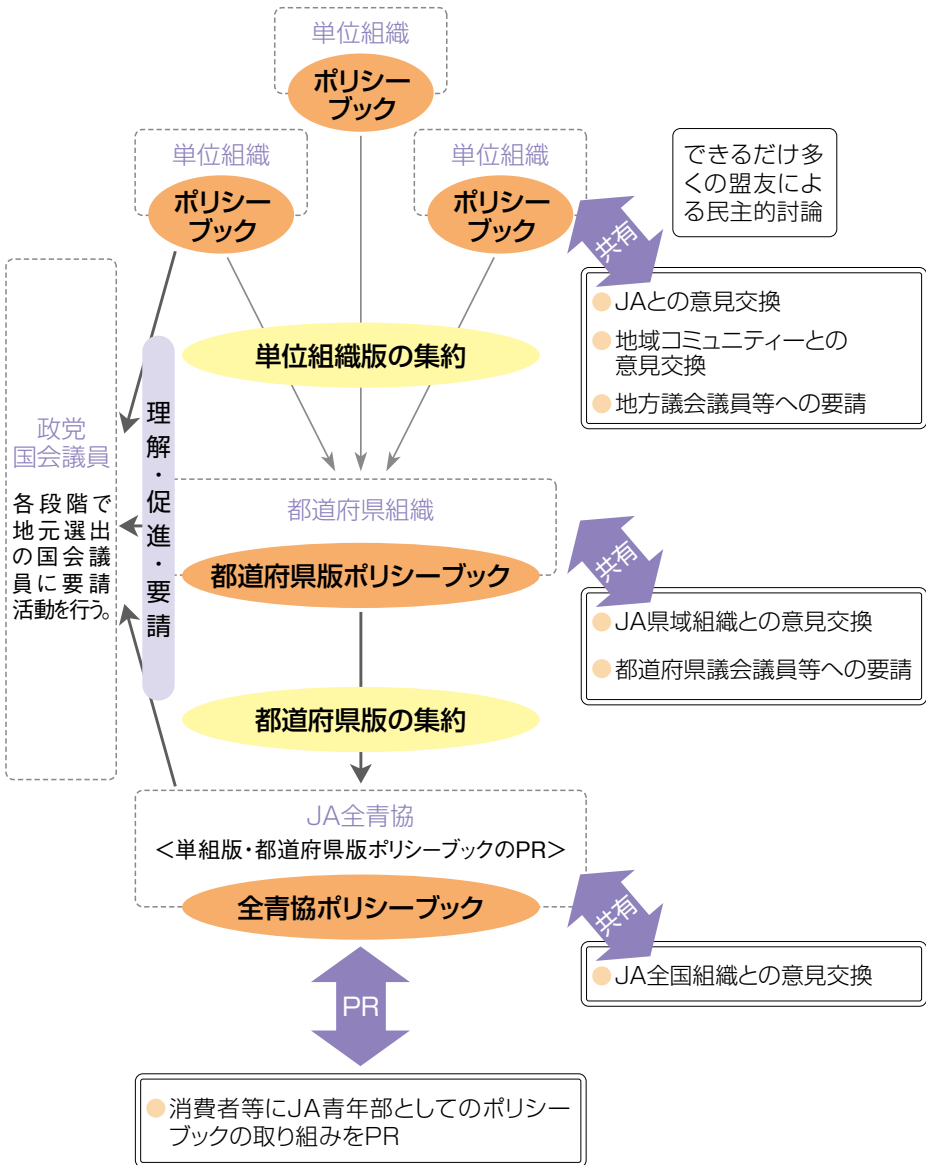 単位組織
ポリシー
ブック
単位組織
ポリシー
ブック
単位組織
ポリシー
ブック
できるだけ多
くの盟友によ
る民主的討論
共有
●JAとの意見交換
●地域コミュニティーとの
意見交換
●地方議会議員等への要請
単位組織版の集約
政党
国会議員
各段階で
地元選出
の国会議
員に要請
活動を行う。
理解・促進・要請
都道府県組織
都道府県版ポリシーブック
共有
●JA県域組織との意見交換
●都道府県議会議員等への要請
都道府県版の集約
JA全青協
＜単組版・都道府県版ポリシーブックのPR＞
全青協ポリシーブック
共有
●JA全国組織との意見交換
PR
●消費者等にJA青年部としてのポリシー
ブックの取り組みをPR